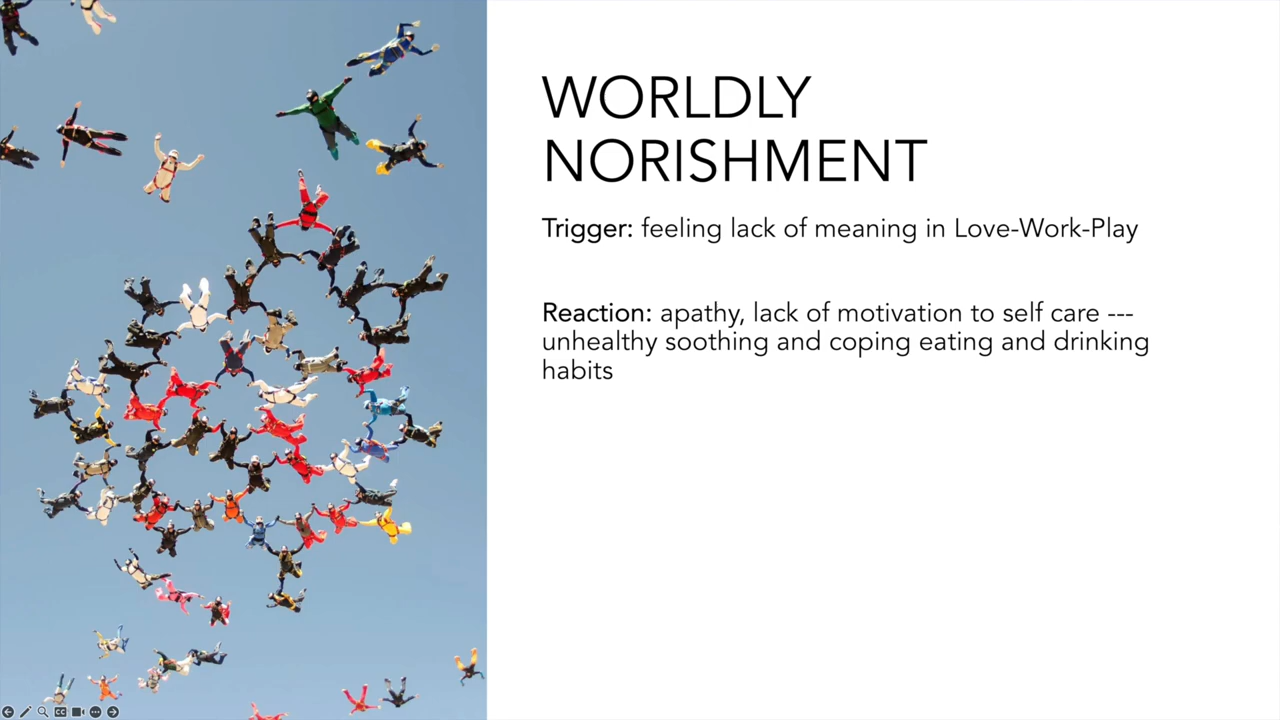 WORLDLY
NORISHMENT
Trigger: feeling lack of meaning in Love-Work-Play
Reaction: apathy, lack of motivation to self care ---
unhealthy soothing and coping eating and drinking
habits
CC